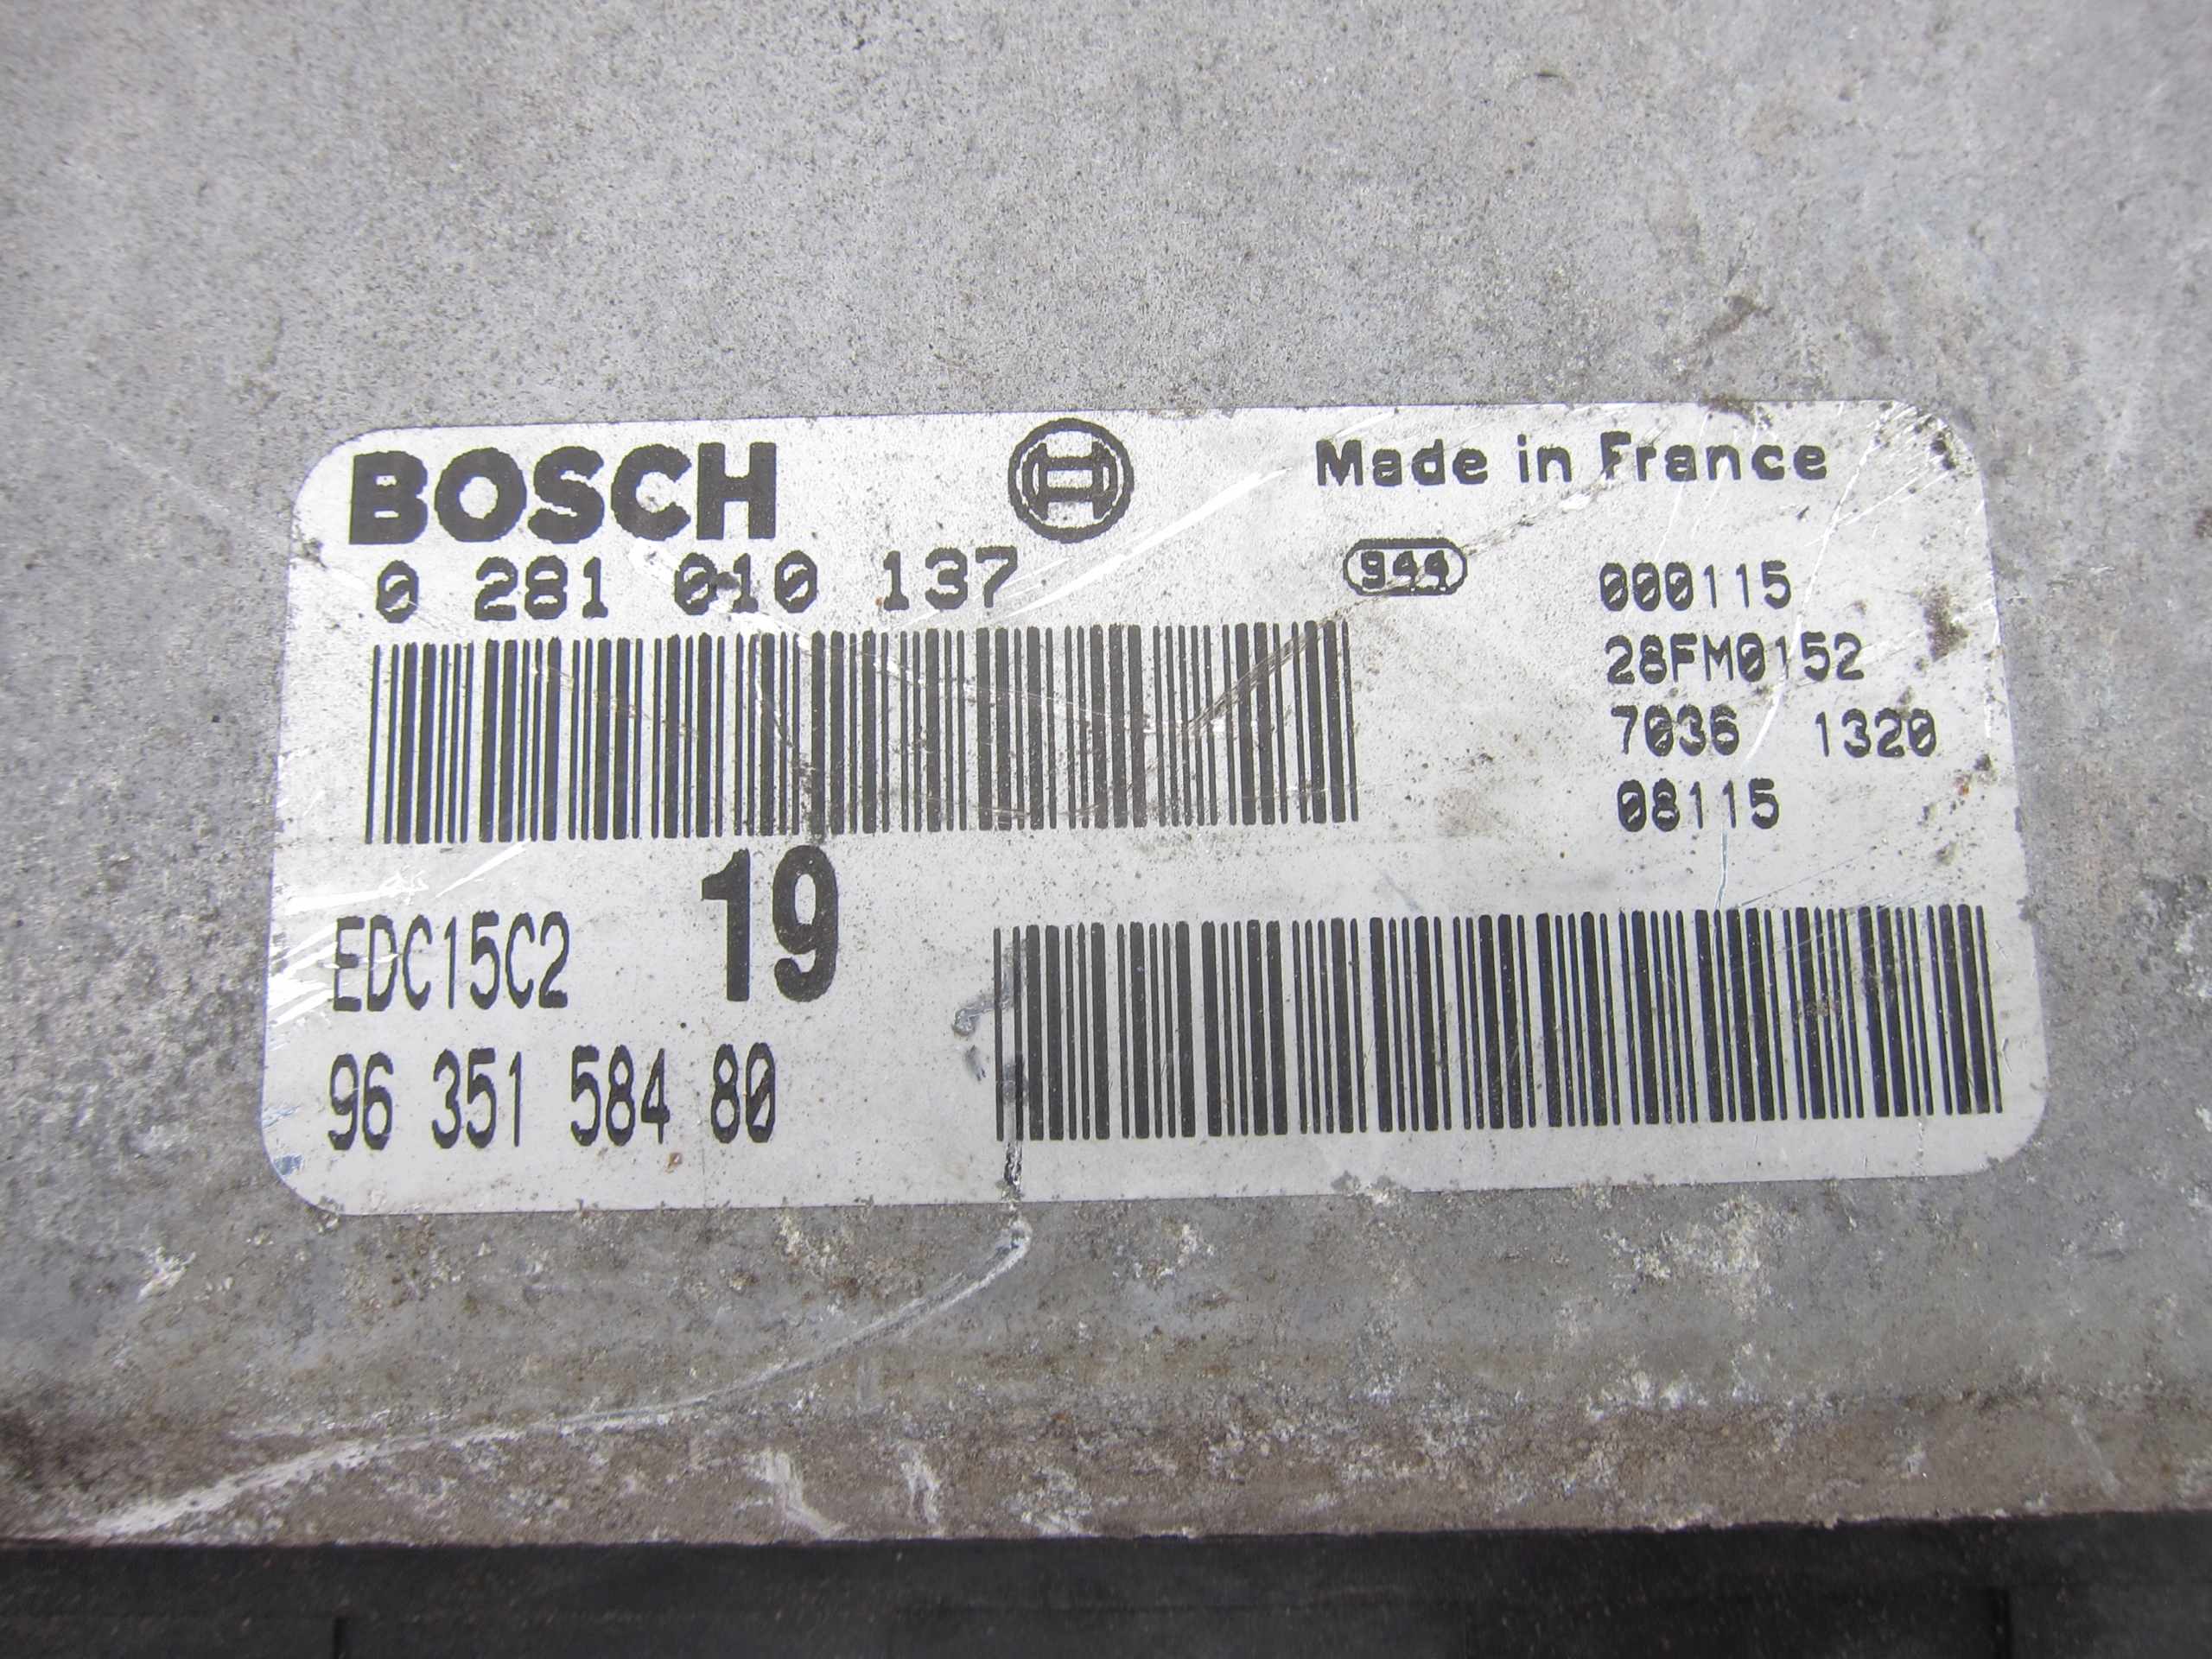 BOSCH
Made in France
0 281 010 137
944
000115
28FM0152
7036 1320
08115
EDC15C2 19
96 351 584 80